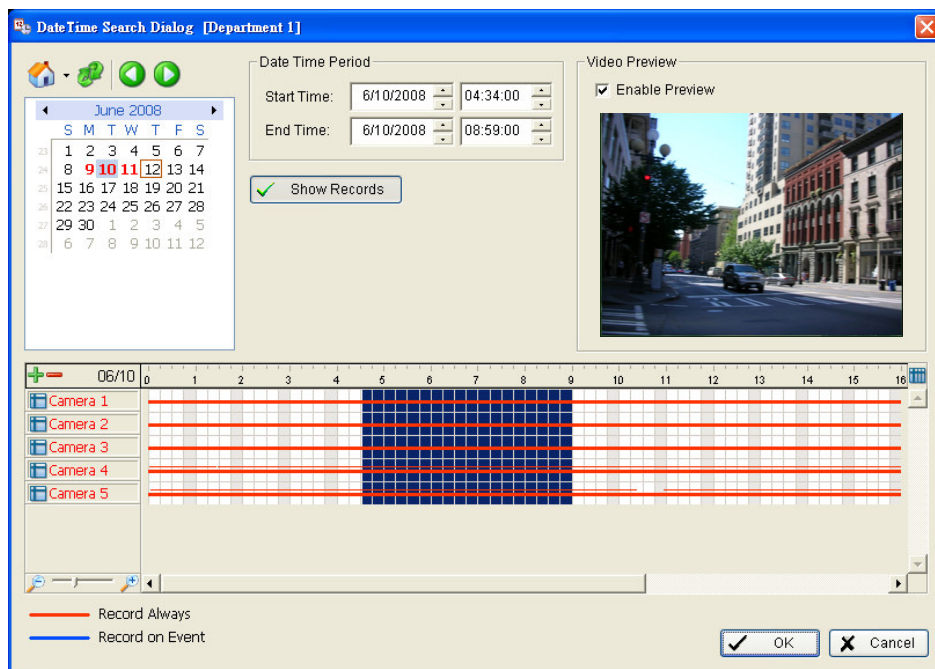 DateTime Search Dialog [Department 1]
June 2008
S M T W T F S
23 1 2 3 4 5 6 7
24 8 9 10 11 12 13 14
25 15 16 17 18 19 20 21
26 22 23 24 25 26 27 28
27 29 30 1 2 3 4 5
28 6 7 8 9 10 11 12
Date Time Period
Start Time: 6/10/2008 04:34:00
End Time: 6/10/2008 08:59:00
Show Records
Video Preview
Enable Preview
06/10 0 1 2 3 4 5 6 7 8 9 10 11 12 13 14 15 16
Camera 1
Camera 2
Camera 3
Camera 4
Camera 5
Record Always
Record on Event
OK Cancel